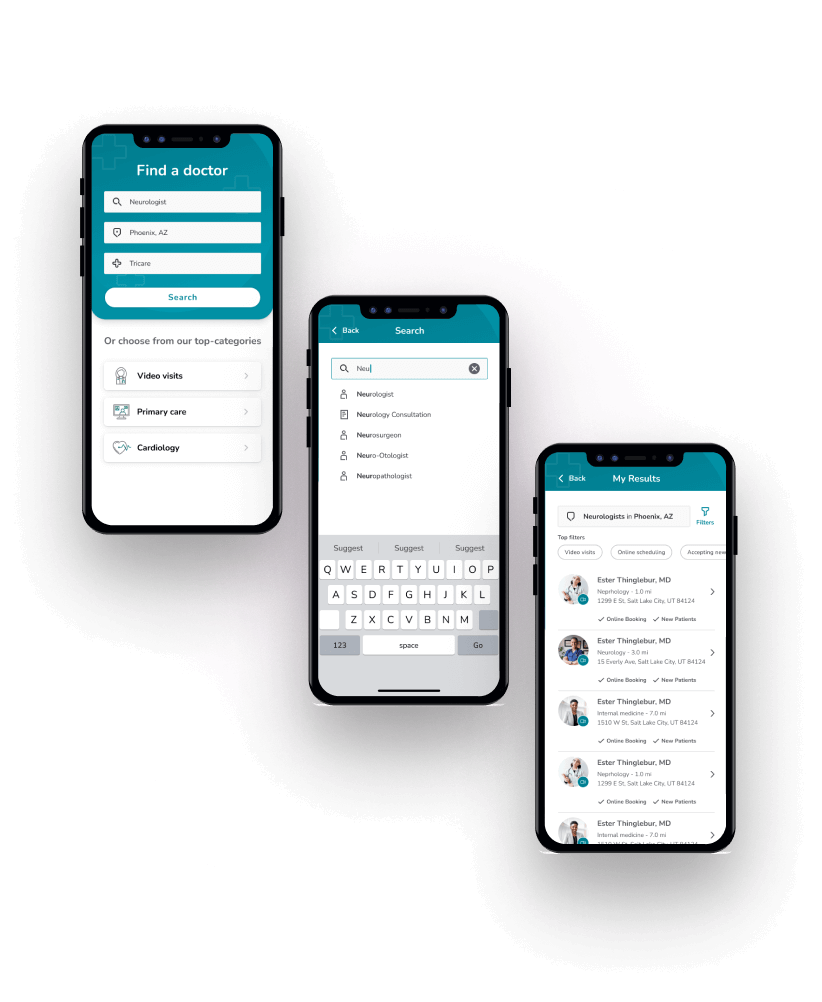 Find a doctor
Neurologist
Phoenix, AZ
Tricare
Search
Or choose from our top-categories
Video visits
Primary care
Cardiology
Back
Search
Neu
Neurologist
Neurology Consultation
Neurosurgeon
Neuro-Otologist
Neuropathologist
Suggest Suggest Suggest
Q W E R T Y U I O P
A S D F G H J K L
Z X C V B N M
123 space Go
Back
My Results
Neurologists in Phoenix, AZ
Filters
Top filters
Video visits Online scheduling Accepting new
Ester Thinglebur, MD
Neprhology - 1.0 mi
1299 E St, Salt Lake City, UT 84124
Online Booking New Patients
Ester Thinglebur, MD
Neurology - 3.0 mi
15 Everly Ave, Salt Lake City, UT 84124
Online Booking New Patients
Ester Thinglebur, MD
Internal medicine - 7.0 mi
1510 W St, Salt Lake City, UT 84124
Online Booking New Patients
Ester Thinglebur, MD
Neprhology - 1.0 mi
1299 E St, Salt Lake City, UT 84124
Online Booking New Patients
Ester Thinglebur, MD
Internal medicine - 7.0 mi